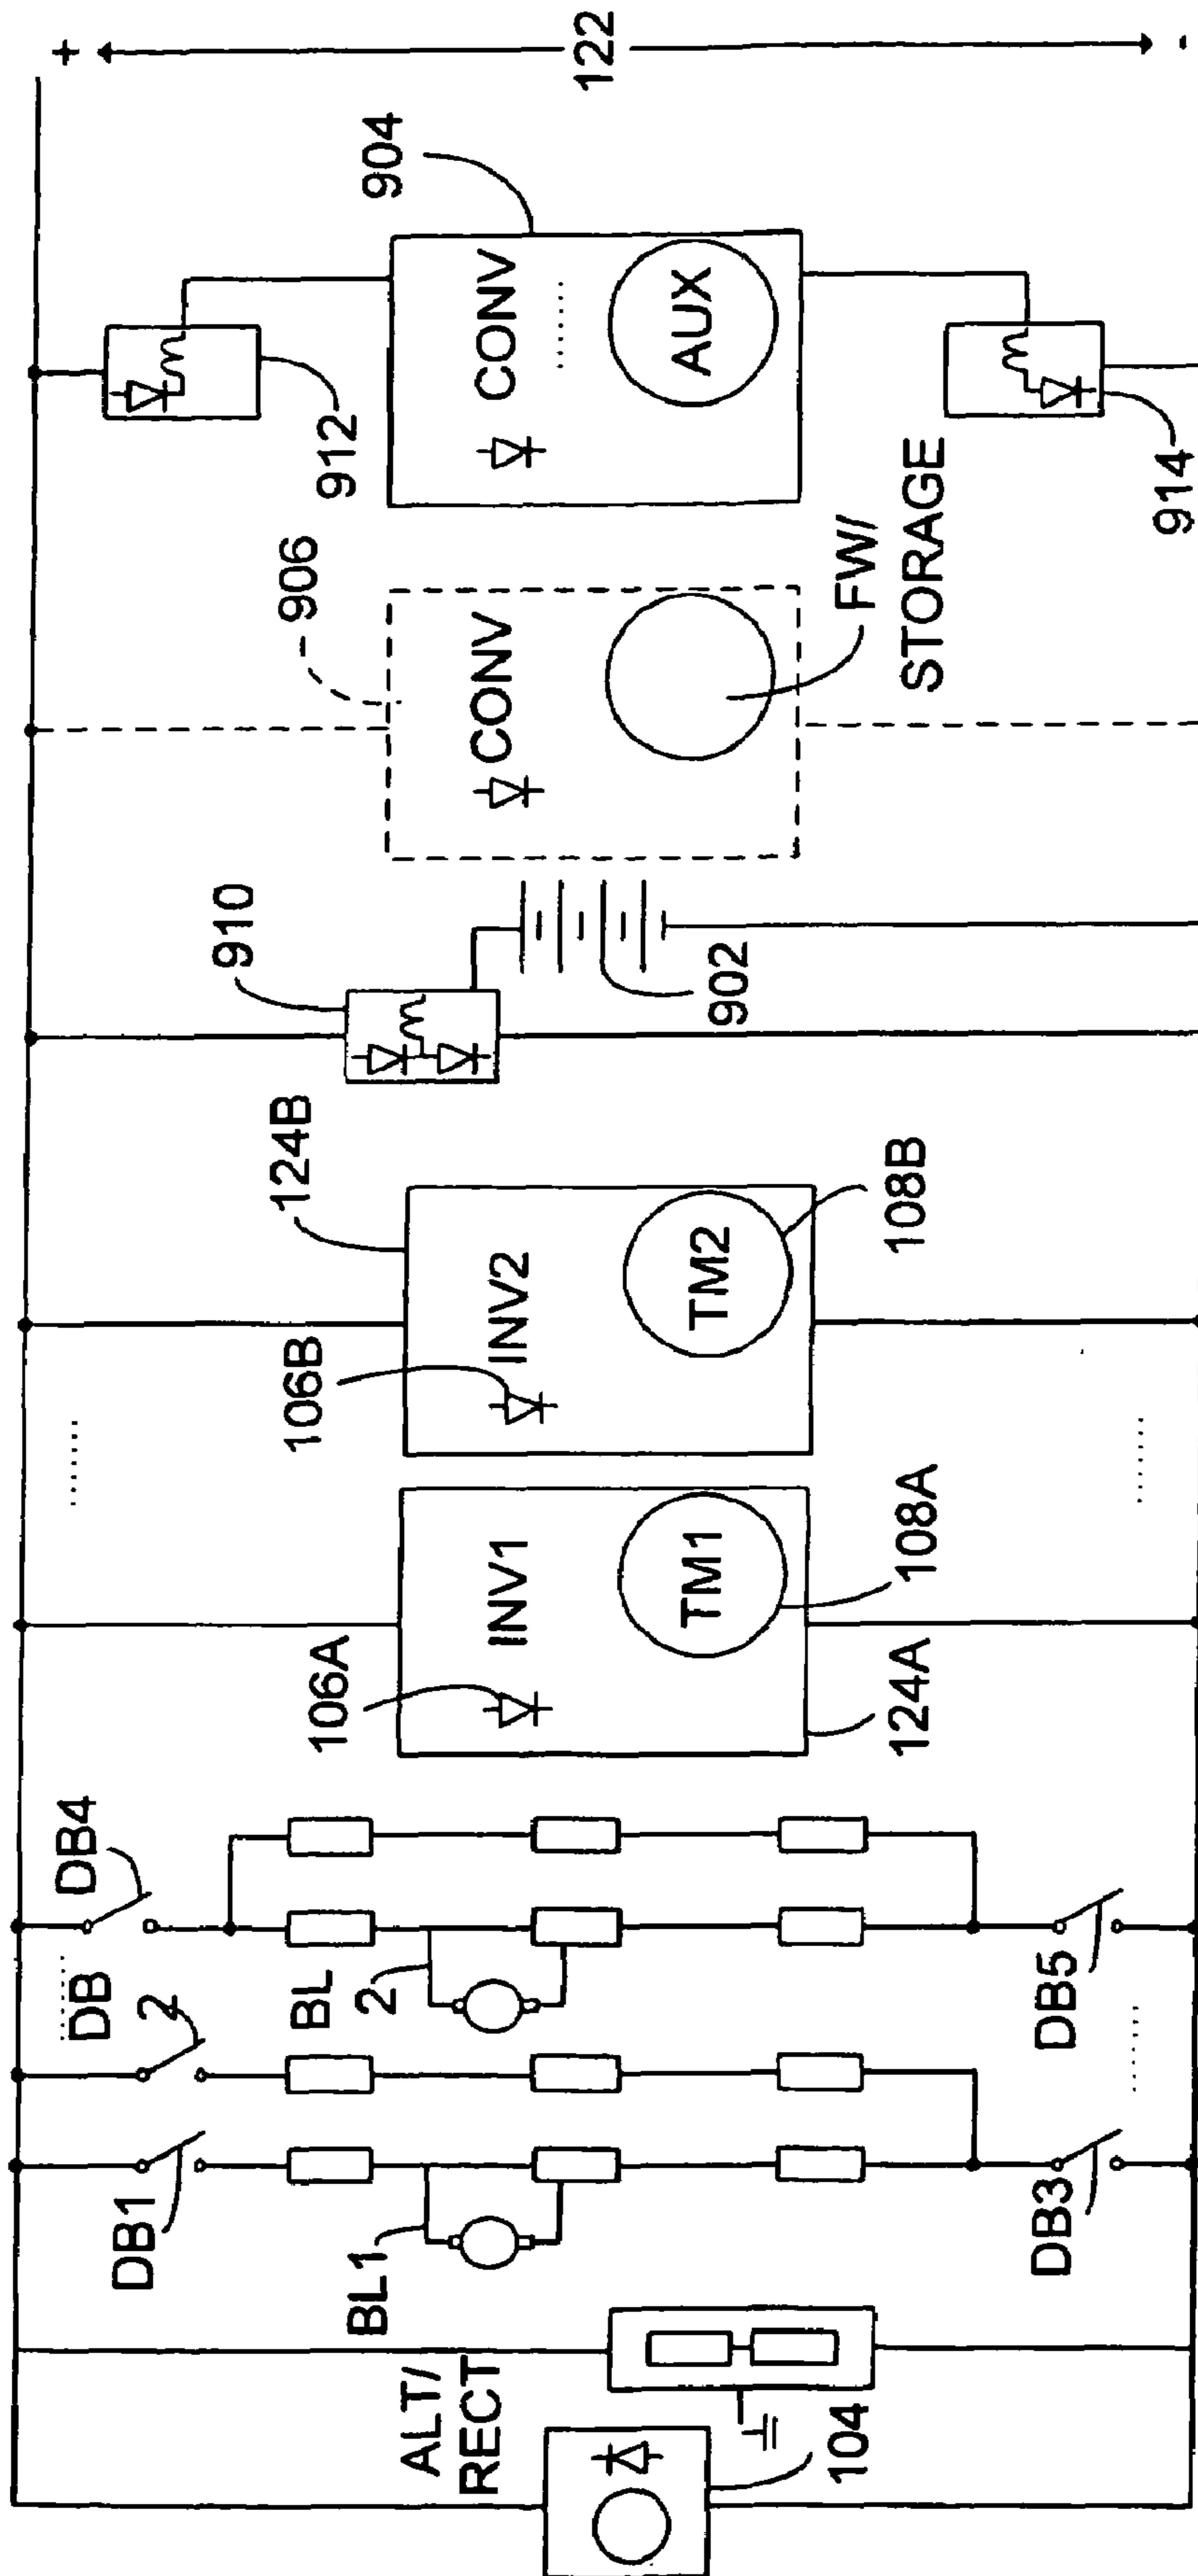 ALT/
RECT
104
BL1
DB1
DB3
DB
2
BL
2
DB4
DB5
106A
INV1
TM1
108A
124A
106B
INV2
TM2
108B
124B
910
902
906
CONV
FW/
STORAGE
912
CONV
AUX
904
914
+
122
-